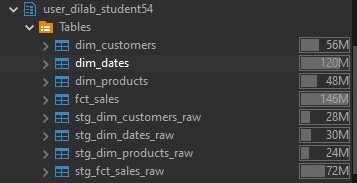 user_dilab_student54
Tables
dim_customers 56M
dim_dates 120M
dim_products 48M
fct_sales 146M
stg_dim_customers_raw 28M
stg_dim_dates_raw 30M
stg_dim_products_raw 24M
stg_fct_sales_raw 72M